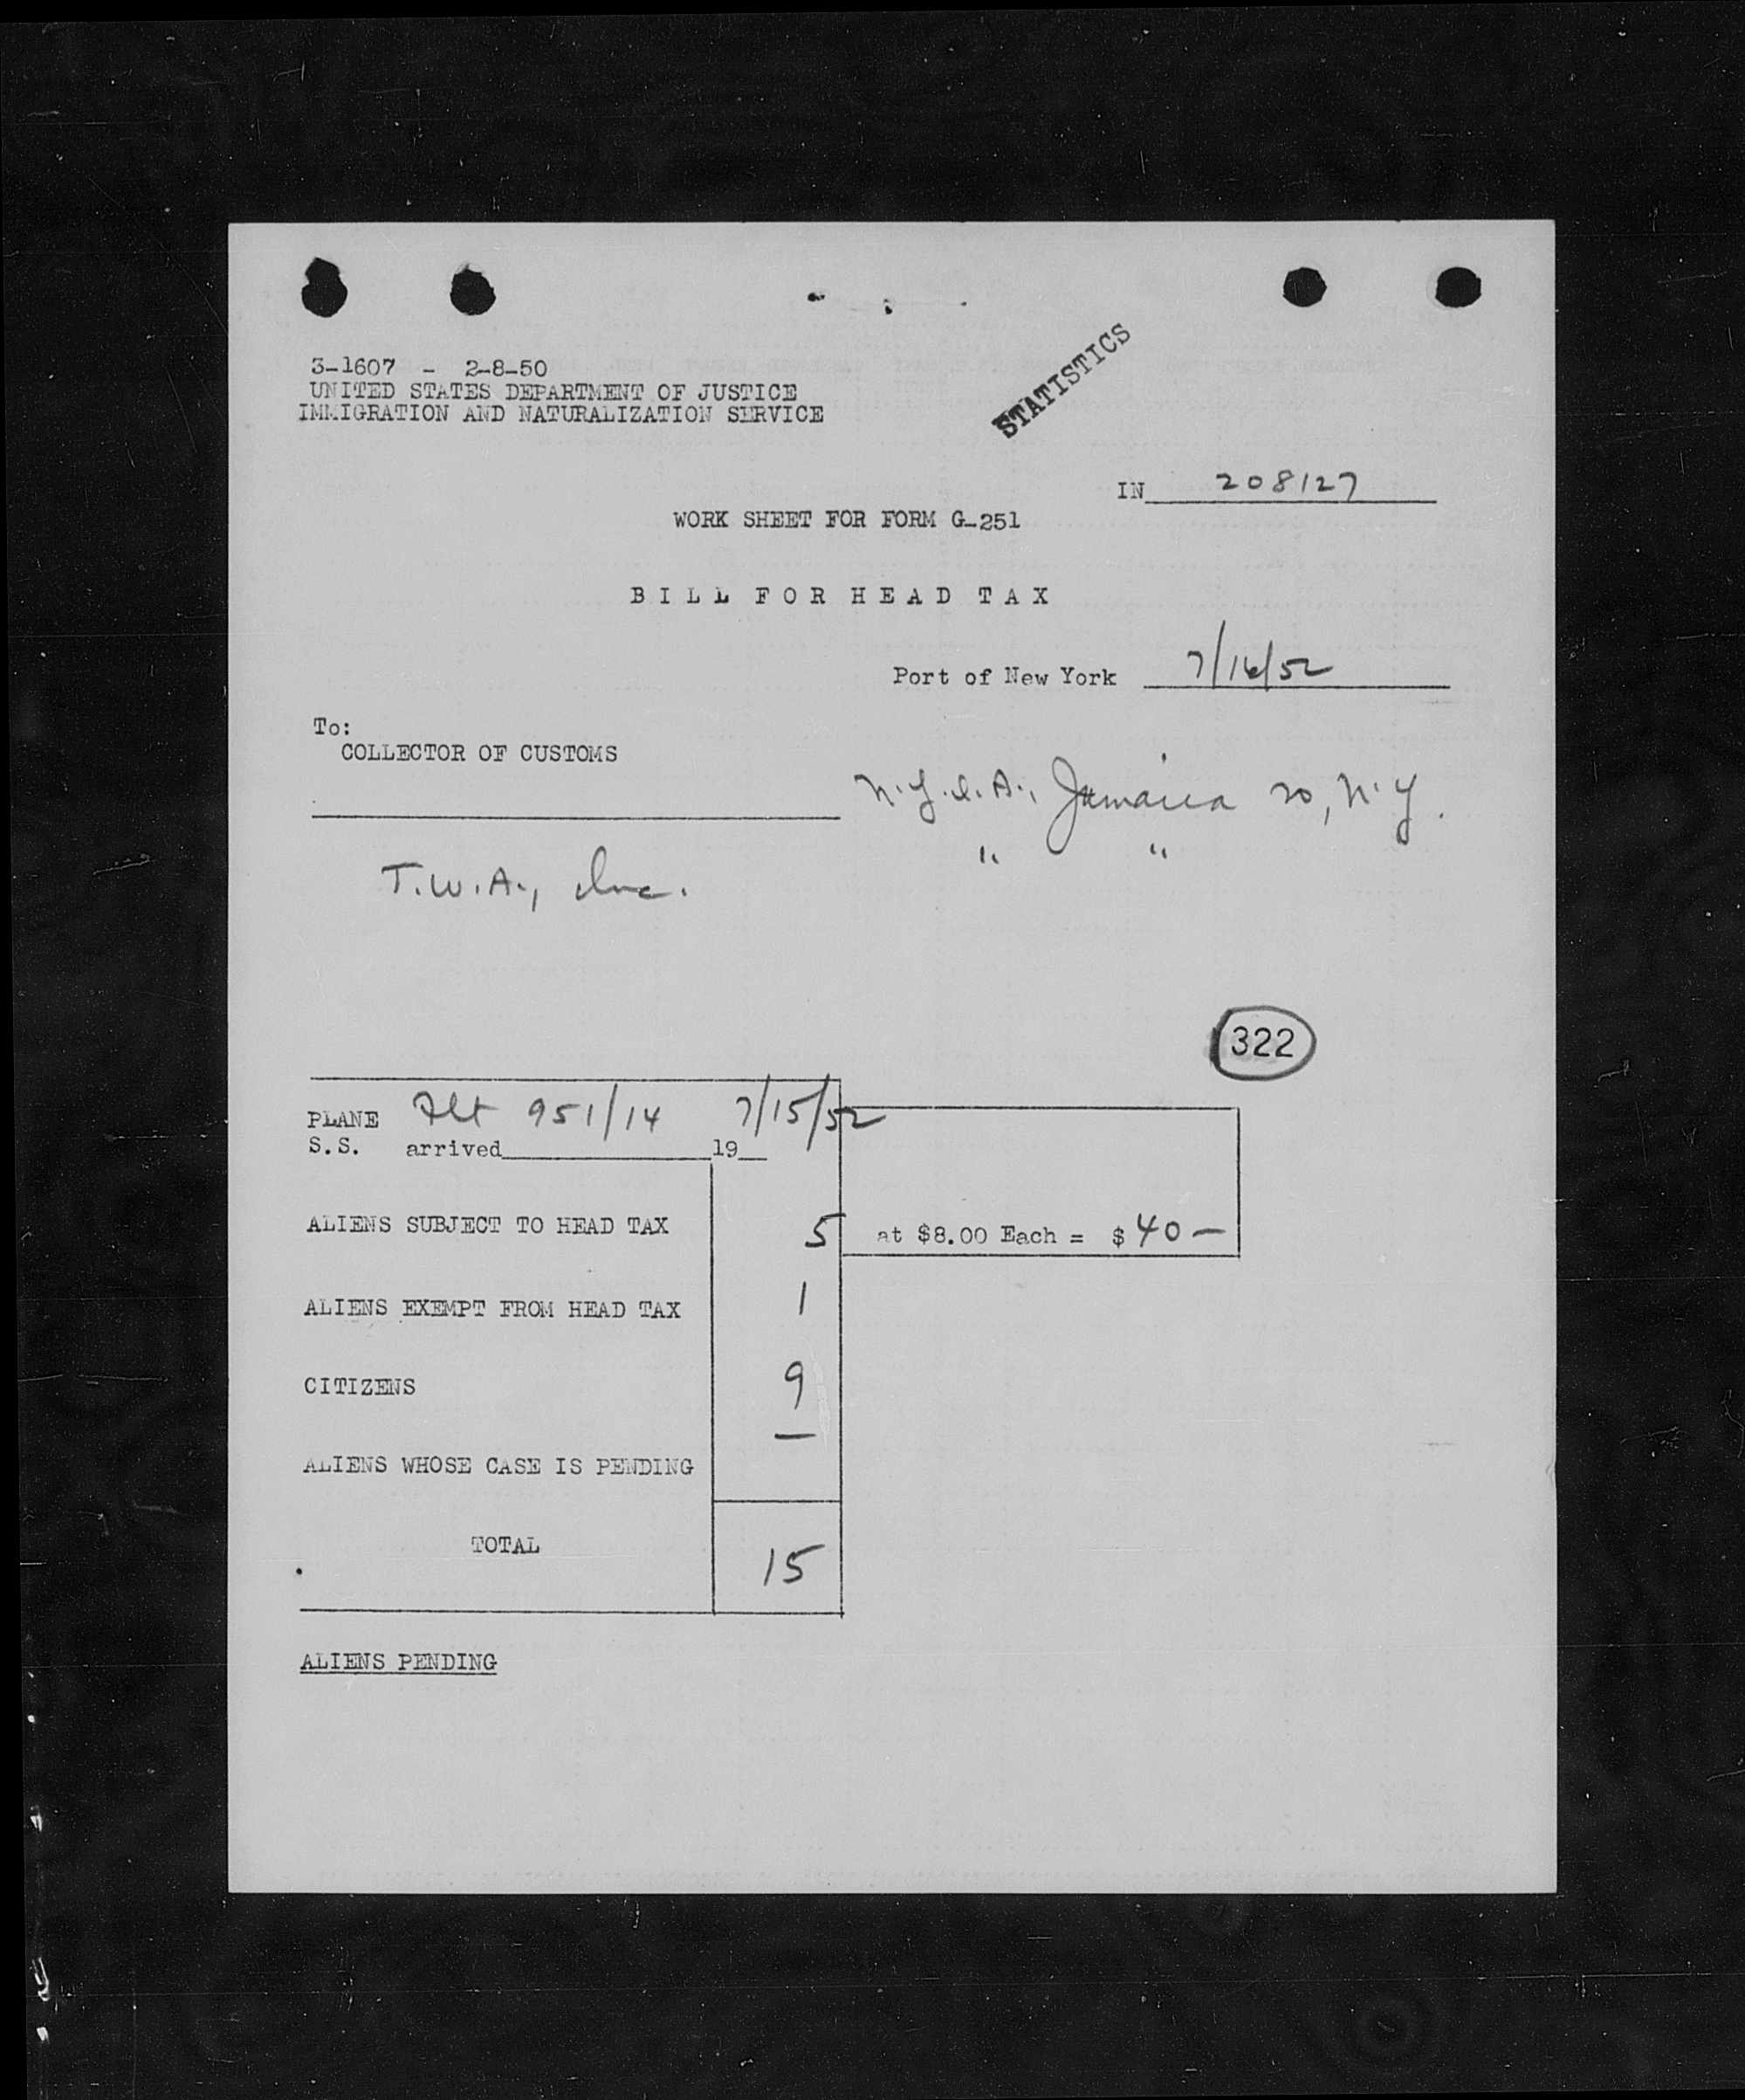 3-1607 - 2-8-50
UNITED STATES DEPARTMENT OF JUSTICE
IMMIGRATION AND NATURALIZATION SERVICE
STATISTICS
IN 208127
WORK SHEET FOR FORM G-251
BILL FOR HEAD TAX
Port of New York 7/16/52
To:
COLLECTOR OF CUSTOMS
N.Y.I.A., Jamaica 20, N.Y.
" "
T.W.A., Inc.
322
PLANE Flt 951/14 7/15/52
S.S. arrived 19
ALIENS SUBJECT TO HEAD TAX 5 at $8.00 Each = $ 40 —
ALIENS EXEMPT FROM HEAD TAX 1
CITIZENS 9
—
ALIENS WHOSE CASE IS PENDING
TOTAL 15
ALIENS PENDING